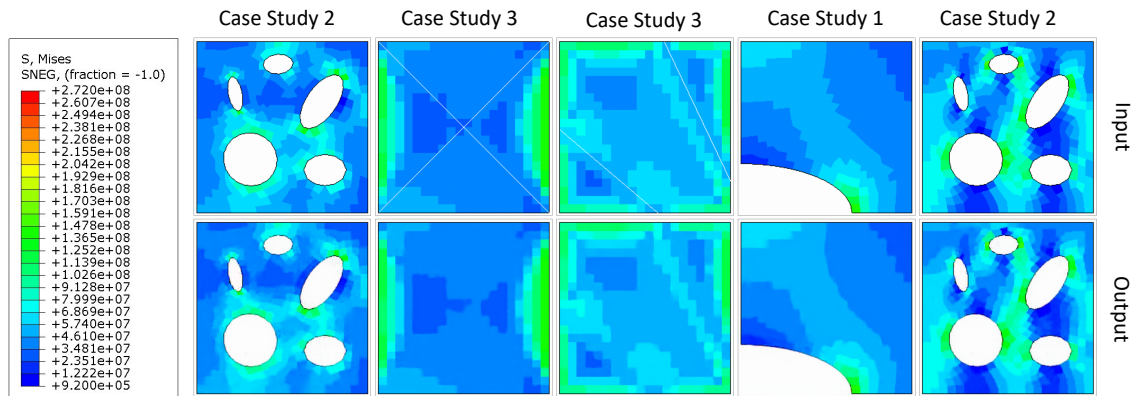 Case Study 2
Case Study 3
Case Study 3
Case Study 1
Case Study 2
S, Mises
SNEG, (fraction = -1.0)
+2.720e+08
+2.607e+08
+2.494e+08
+2.381e+08
+2.268e+08
+2.155e+08
+2.042e+08
+1.929e+08
+1.816e+08
+1.703e+08
+1.591e+08
+1.478e+08
+1.365e+08
+1.252e+08
+1.139e+08
+1.026e+08
+9.128e+07
+7.999e+07
+6.869e+07
+5.740e+07
+4.610e+07
+3.481e+07
+2.351e+07
+1.222e+07
+9.200e+05
Input
Output